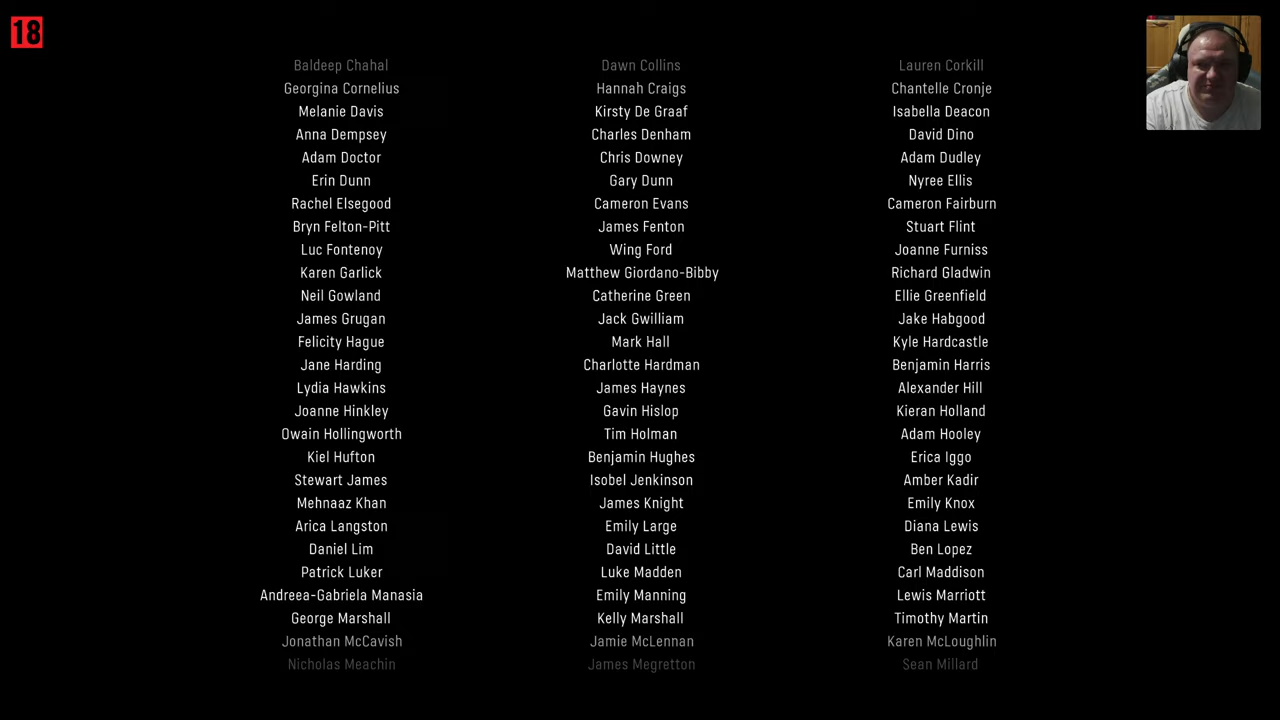 18
Baldeep Chahal Dawn Collins Lauren Corkill
Georgina Cornelius Hannah Craigs Chantelle Cronje
Melanie Davis Kirsty De Graaf Isabella Deacon
Anna Dempsey Charles Denham David Dino
Adam Doctor Chris Downey Adam Dudley
Erin Dunn Gary Dunn Nyree Ellis
Rachel Elsegood Cameron Evans Cameron Fairburn
Bryn Felton-Pitt James Fenton Stuart Flint
Luc Fontenoy Wing Ford Joanne Furniss
Karen Garlick Matthew Giordano-Bibby Richard Gladwin
Neil Gowland Catherine Green Ellie Greenfield
James Grugan Jack Gwilliam Jake Habgood
Felicity Hague Mark Hall Kyle Hardcastle
Jane Harding Charlotte Hardman Benjamin Harris
Lydia Hawkins James Haynes Alexander Hill
Joanne Hinkley Gavin Hislop Kieran Holland
Owain Hollingworth Tim Holman Adam Hooley
Kiel Hufton Benjamin Hughes Erica Iggo
Stewart James Isobel Jenkinson Amber Kadir
Mehnaaz Khan James Knight Emily Knox
Arica Langston Emily Large Diana Lewis
Daniel Lim David Little Ben Lopez
Patrick Luker Luke Madden Carl Maddison
Andreea-Gabriela Manasia Emily Manning Lewis Marriott
George Marshall Kelly Marshall Timothy Martin
Jonathan McCavish Jamie McLennan Karen McLoughlin
Nicholas Meachin James Megretton Sean Millard